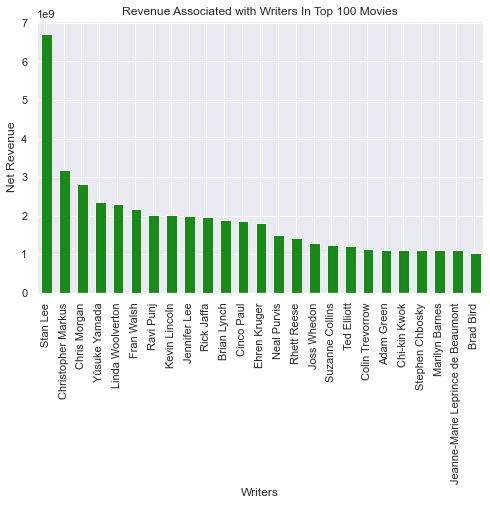 Revenue Associated with Writers In Top 100 Movies
1e9
7
6
5
4
3
2
1
0
Net Revenue
Stan Lee
Christopher Markus
Chris Morgan
Yûsuke Yamada
Linda Woolverton
Fran Walsh
Ravi Punj
Kevin Lincoln
Jennifer Lee
Rick Jaffa
Brian Lynch
Cinco Paul
Ehren Kruger
Neal Purvis
Rhett Reese
Joss Whedon
Suzanne Collins
Ted Elliott
Colin Trevorrow
Adam Green
Chi-kin Kwok
Stephen Chbosky
Marilyn Barnes
Jeanne-Marie Leprince de Beaumont
Brad Bird
Writers